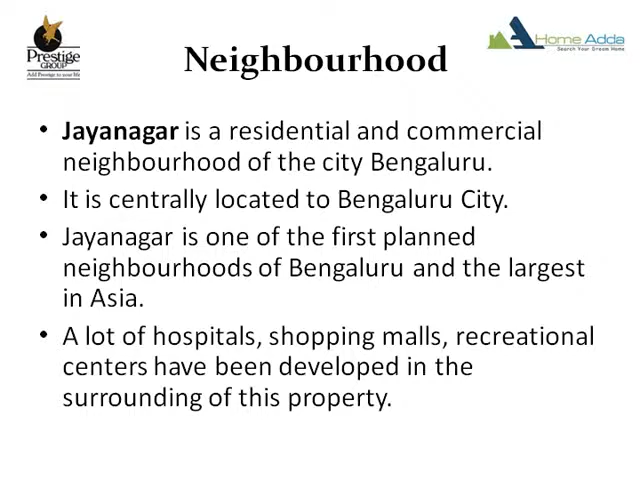 Prestige
GROUP
Add Prestige to your life
Home Adda
Search Your Dream Home
Neighbourhood
• Jayanagar is a residential and commercial
neighbourhood of the city Bengaluru.
• It is centrally located to Bengaluru City.
• Jayanagar is one of the first planned
neighbourhoods of Bengaluru and the largest
in Asia.
• A lot of hospitals, shopping malls, recreational
centers have been developed in the
surrounding of this property.